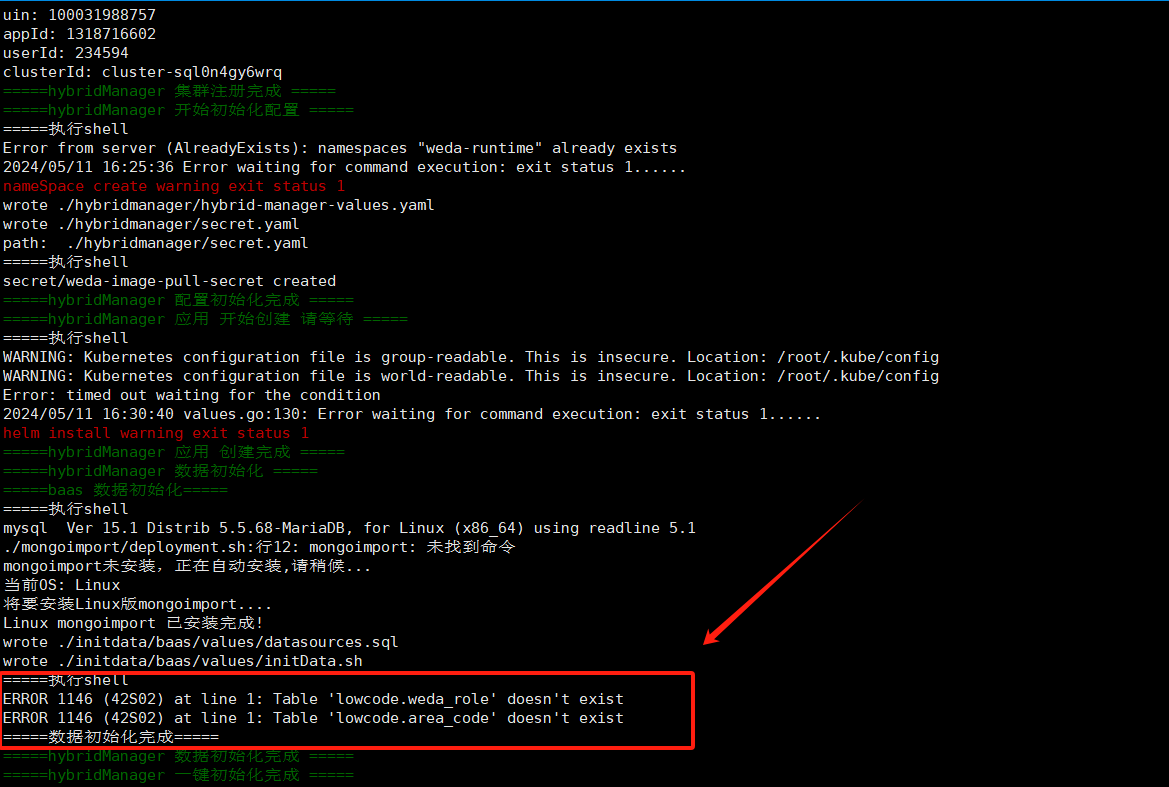 uin: 100031988757
appId: 1318716602
userId: 234594
clusterId: cluster-sql0n4gy6wrq
=====hybridManager 集群注册完成 =====
=====hybridManager 开始初始化配置 =====
=====执行shell
Error from server (AlreadyExists): namespaces "weda-runtime" already exists
2024/05/11 16:25:36 Error waiting for command execution: exit status 1......
nameSpace create warning exit status 1
wrote ./hybridmanager/hybrid-manager-values.yaml
wrote ./hybridmanager/secret.yaml
path:  ./hybridmanager/secret.yaml
=====执行shell
secret/weda-image-pull-secret created
=====hybridManager 配置初始化完成 =====
=====hybridManager 应用 开始创建 请等待 =====
=====执行shell
WARNING: Kubernetes configuration file is group-readable. This is insecure. Location: /root/.kube/config
WARNING: Kubernetes configuration file is world-readable. This is insecure. Location: /root/.kube/config
Error: timed out waiting for the condition
2024/05/11 16:30:40 values.go:130: Error waiting for command execution: exit status 1......
helm install warning exit status 1
=====hybridManager 应用 创建完成 =====
=====hybridManager 数据初始化 =====
=====baas 数据初始化=====
=====执行shell
mysql  Ver 15.1 Distrib 5.5.68-MariaDB, for Linux (x86_64) using readline 5.1
./mongoimport/deployment.sh:行12: mongoimport: 未找到命令
mongoimport未安装，正在自动安装,请稍候...
当前OS: Linux
将要安装Linux版mongoimport....
Linux mongoimport 已安装完成!
wrote ./initdata/baas/values/datasources.sql
wrote ./initdata/baas/values/initData.sh
=====执行shell
ERROR 1146 (42S02) at line 1: Table 'lowcode.weda_role' doesn't exist
ERROR 1146 (42S02) at line 1: Table 'lowcode.area_code' doesn't exist
=====数据初始化完成=====
=====hybridManager 数据初始化完成 =====
=====hybridManager 一键初始化完成 =====